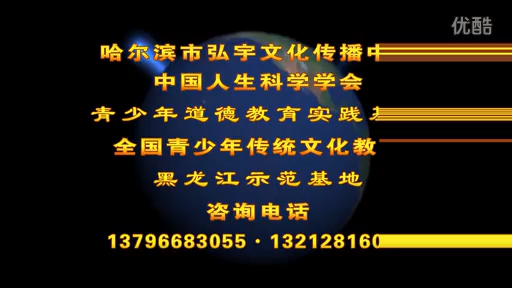 优酷
哈尔滨市弘宇文化传播中
中国人生科学学会
青少年道德教育实践
全国青少年传统文化教
黑龙江示范基地
咨询电话
13796683055·132128160